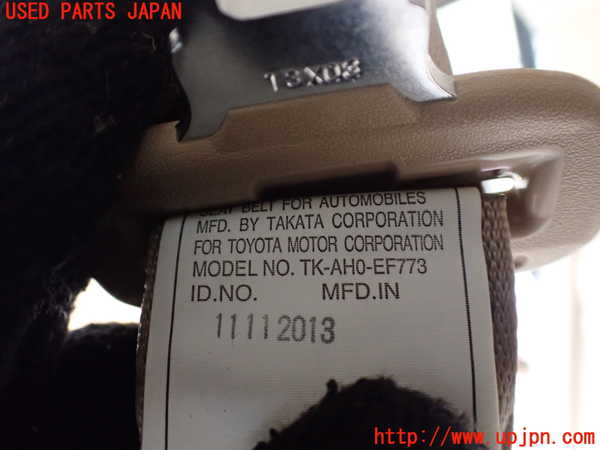 USED PARTS JAPAN
SEAT BELT FOR AUTOMOBILES
MFD. BY TAKATA CORPORATION
FOR TOYOTA MOTOR CORPORATION
MODEL NO. TK-AH0-EF773
ID.NO. MFD.IN
11112013
http://www.upjpn.com/